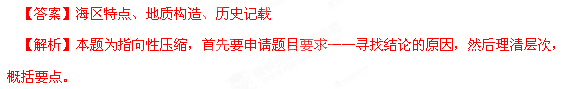 【答案】海区特点、地质构造、历史记载
【解析】本题为指向性压缩，首先要申请题目要求——寻找结论的原因，然后理清层次，
概括要点。